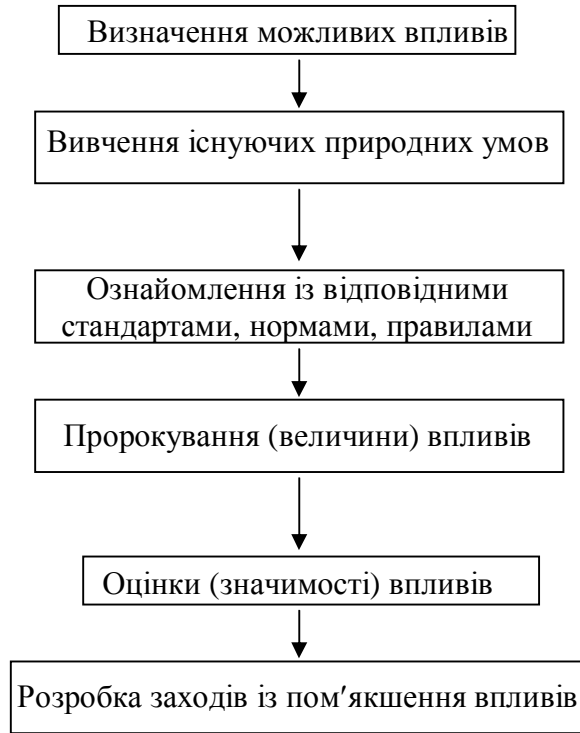 Визначення можливих впливів
Вивчення існуючих природних умов
Ознайомлення із відповідними
стандартами, нормами, правилами
Пророкування (величини) впливів
Оцінки (значимості) впливів
Розробка заходів із пом′якшення впливів